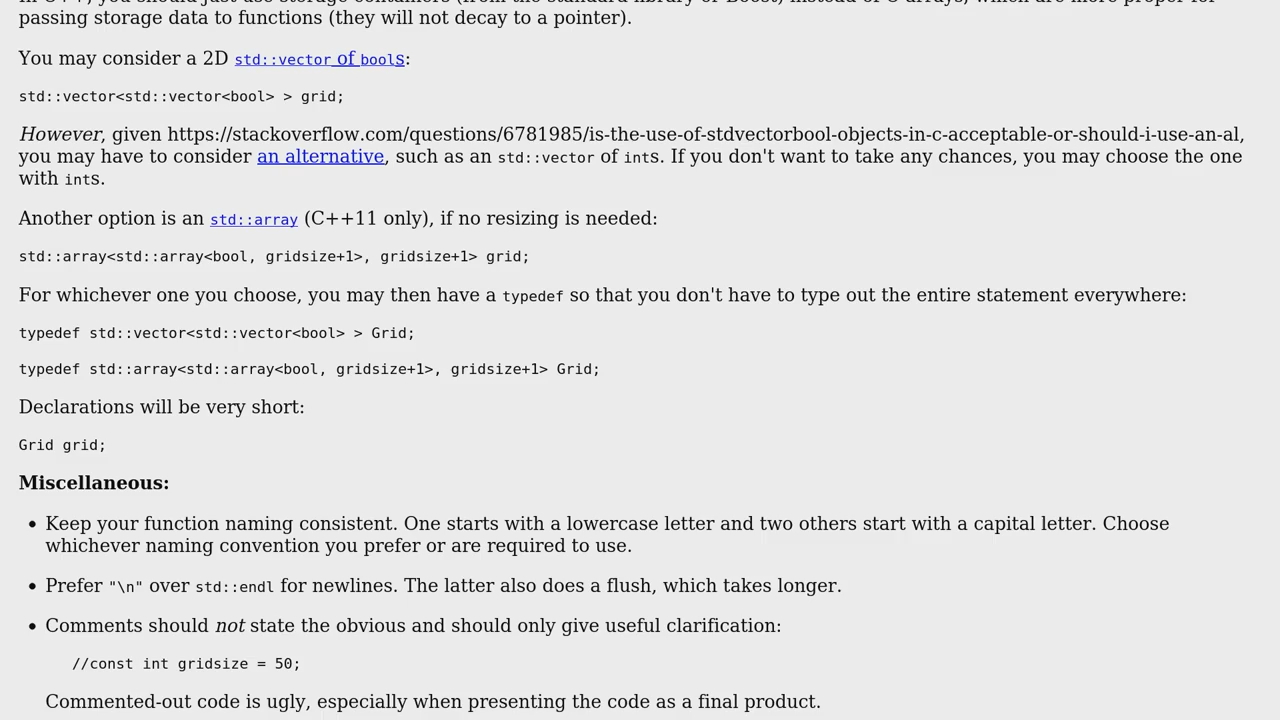 passing storage data to functions (they will not decay to a pointer).
You may consider a 2D std::vector of bools:
std::vector<std::vector<bool> > grid;
However, given https://stackoverflow.com/questions/6781985/is-the-use-of-stdvectorbool-objects-in-c-acceptable-or-should-i-use-an-al,
you may have to consider an alternative, such as an std::vector of ints. If you don't want to take any chances, you may choose the one
with ints.
Another option is an std::array (C++11 only), if no resizing is needed:
std::array<std::array<bool, gridsize+1>, gridsize+1> grid;
For whichever one you choose, you may then have a typedef so that you don't have to type out the entire statement everywhere:
typedef std::vector<std::vector<bool> > Grid;
typedef std::array<std::array<bool, gridsize+1>, gridsize+1> Grid;
Declarations will be very short:
Grid grid;
Miscellaneous:
• Keep your function naming consistent. One starts with a lowercase letter and two others start with a capital letter. Choose
whichever naming convention you prefer or are required to use.
• Prefer "\n" over std::endl for newlines. The latter also does a flush, which takes longer.
• Comments should not state the obvious and should only give useful clarification:
//const int gridsize = 50;
Commented-out code is ugly, especially when presenting the code as a final product.